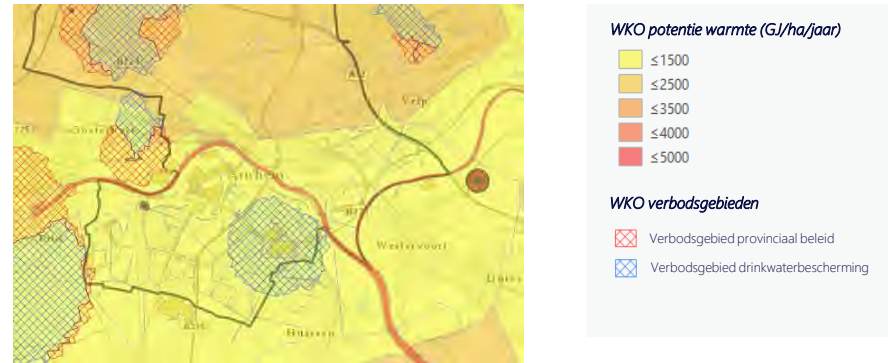 WKO potentie warmte (GJ/ha/jaar)
≤1500
≤2500
≤3500
≤4000
≤5000
WKO verbodsgebieden
Verbodsgebied provinciaal beleid
Verbodsgebied drinkwaterbescherming
Velp
Arnhem
Westervoort
Huissen